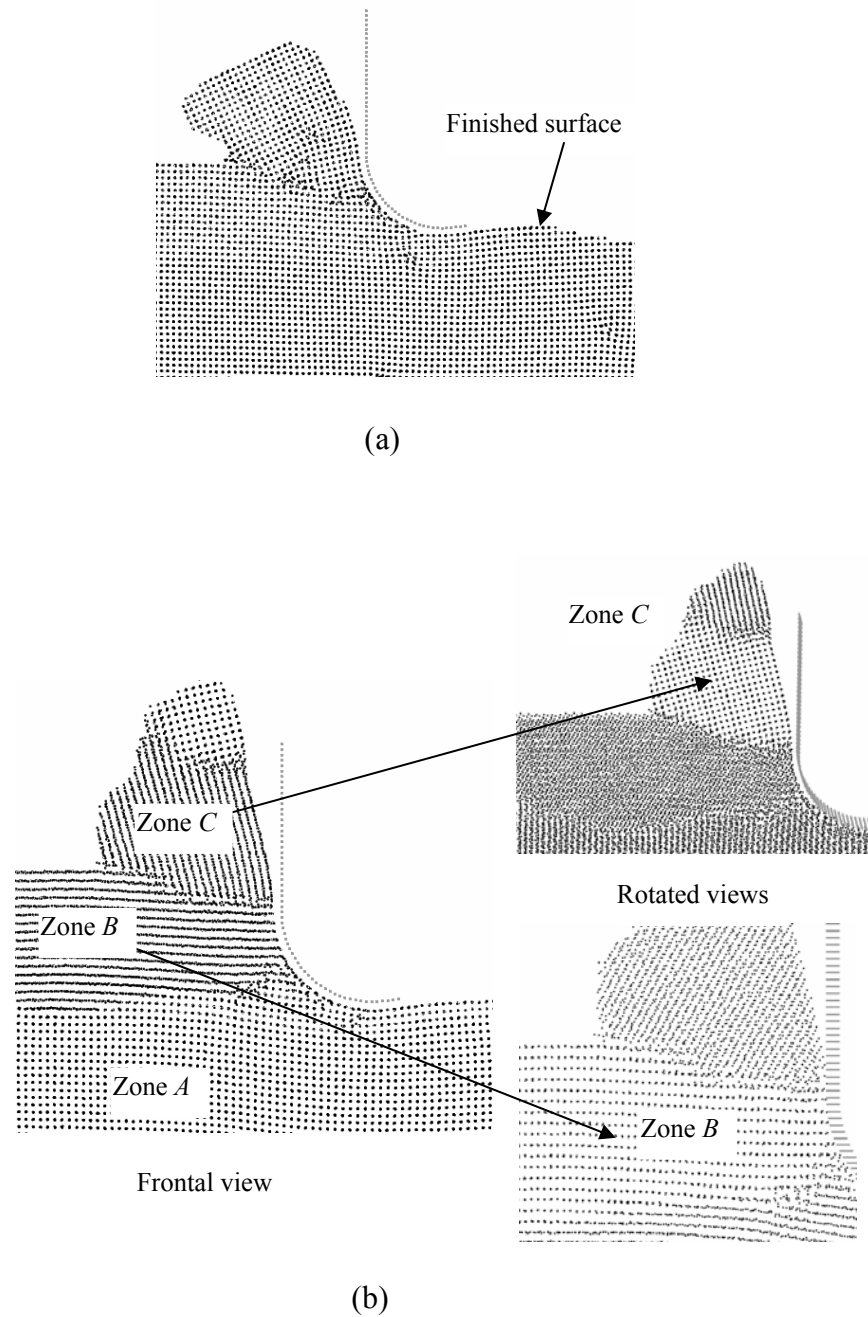 Finished surface
(a)
Zone C
Zone C
Rotated views
Zone B
Zone A
Zone B
Frontal view
(b)